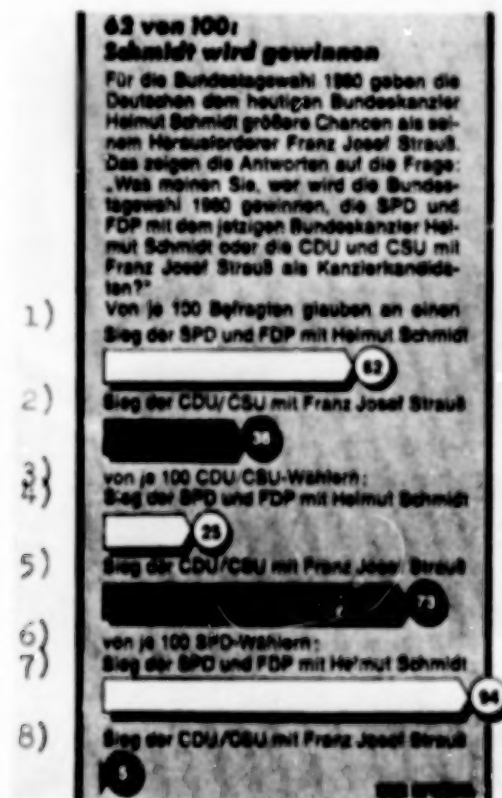 62 von 100:
Schmidt wird gewinnen
Für die Bundestagswahl 1980 geben die
Deutschen dem heutigen Bundeskanzler
Helmut Schmidt größere Chancen als sei-
nem Herausforderer Franz Josef Strauß.
Das zeigen die Antworten auf die Frage:
„Was meinen Sie, wer wird die Bundes-
tagswahl 1980 gewinnen, die SPD und
FDP mit dem jetzigen Bundeskanzler Hel-
mut Schmidt oder die CDU und CSU mit
Franz Josef Strauß als Kanzlerkandida-
ten?"
1) Von je 100 Befragten glauben an einen
Sieg der SPD und FDP mit Helmut Schmidt
62
2) Sieg der CDU/CSU mit Franz Josef Strauß
36
3) von je 100 CDU/CSU-Wählern:
4) Sieg der SPD und FDP mit Helmut Schmidt
25
5) Sieg der CDU/CSU mit Franz Josef Strauß
73
6) von je 100 SPD-Wählern:
7) Sieg der SPD und FDP mit Helmut Schmidt
94
8) Sieg der CDU/CSU mit Franz Josef Strauß
5